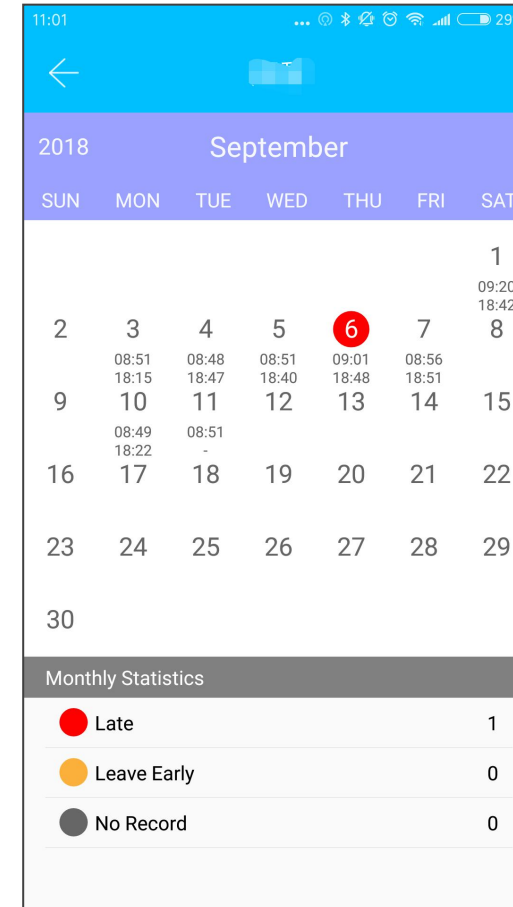 11:01 ... 29
2018 September
SUN MON TUE WED THU FRI SAT
1
09:20
18:42
2 3 4 5 6 7 8
08:51 08:48 08:51 09:01 08:56
18:15 18:47 18:40 18:48 18:51
9 10 11 12 13 14 15
08:49 08:51
18:22 -
16 17 18 19 20 21 22
23 24 25 26 27 28 29
30
Monthly Statistics
Late 1
Leave Early 0
No Record 0